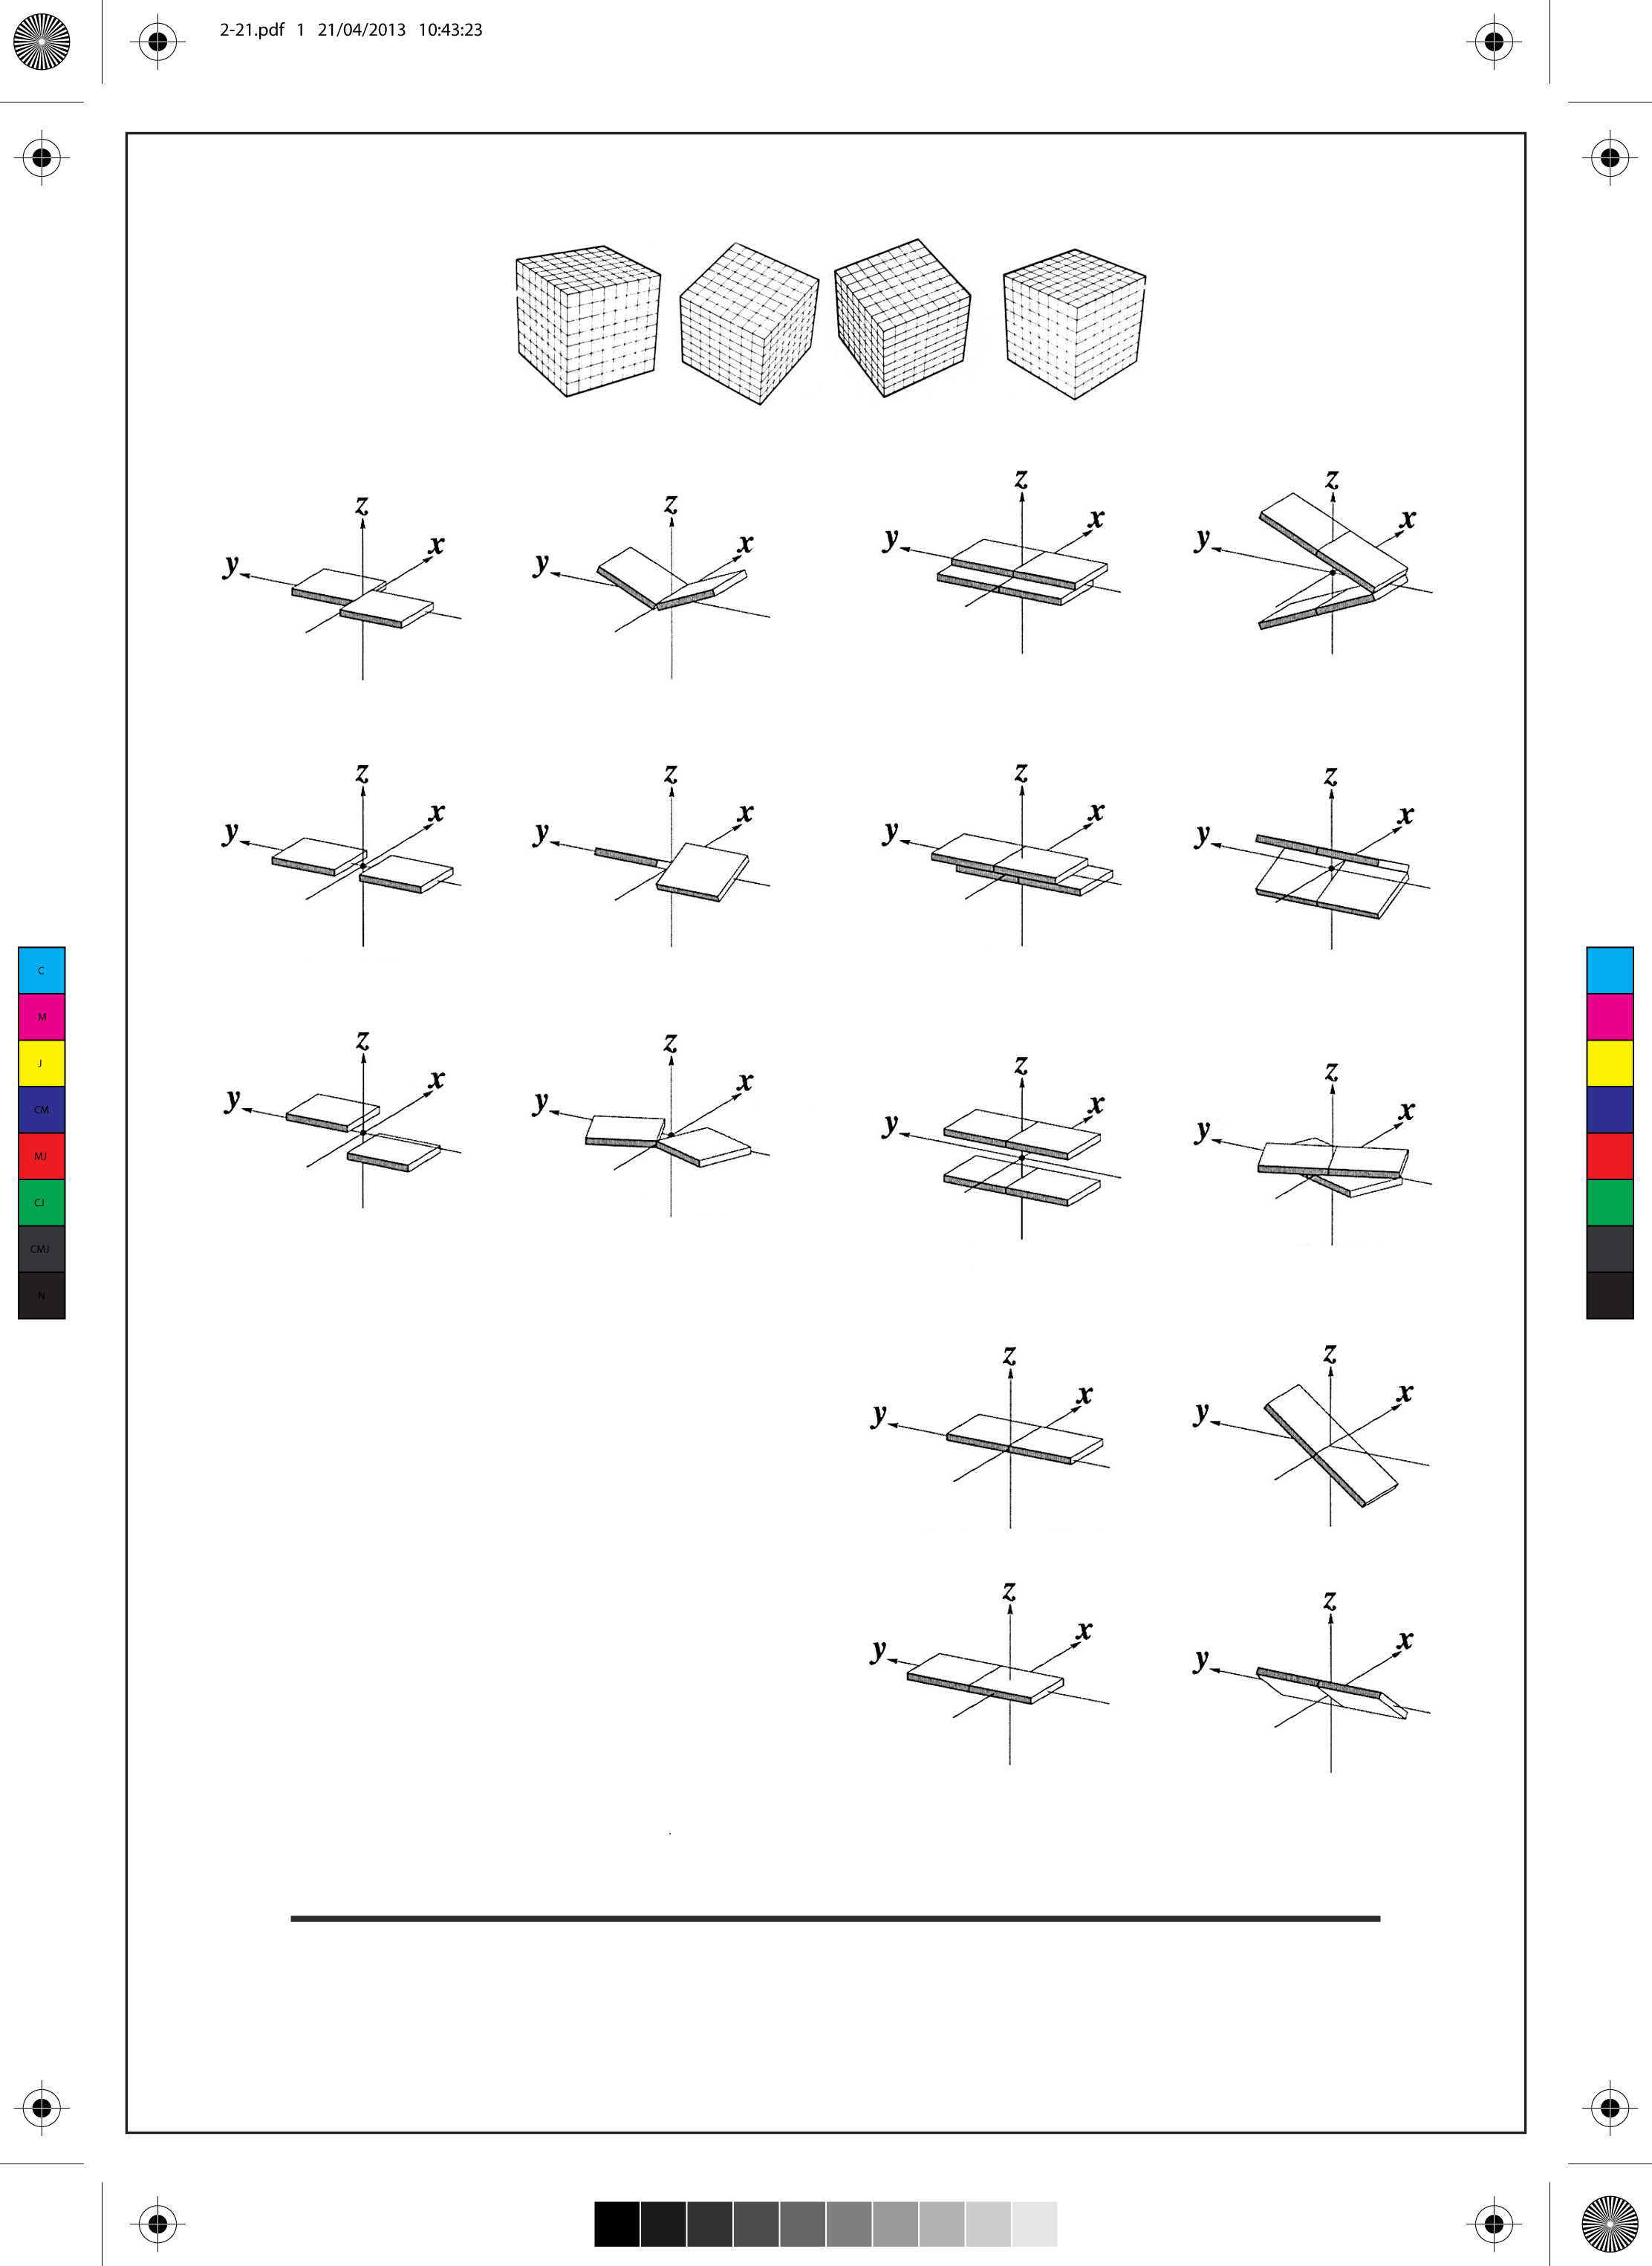 2-21.pdf 1 21/04/2013 10:43:23
z z z z
x x x x
y y y y
z z z z
x x x x
y y y y
C
M
J
CM
MJ
CJ
CMJ
N
z z z z
x x x x
y y y y
z z
x x
y y
z z
x x
y y